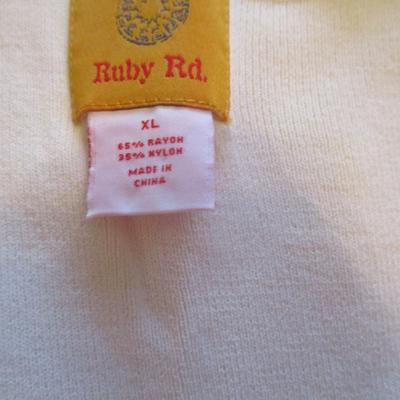 Ruby Rd.
XL
65% RAYON
35% NYLON
MADE IN
CHINA